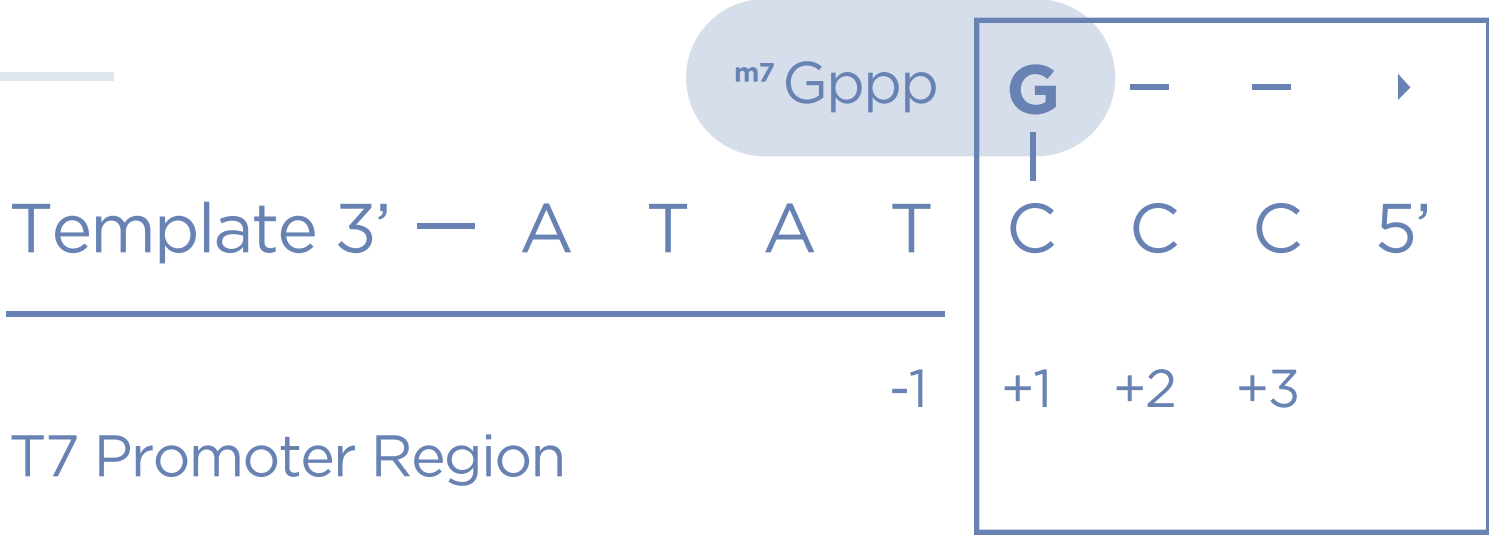 m7 Gppp G – –
Template 3’ — A T A T C C C 5’
-1 +1 +2 +3
T7 Promoter Region